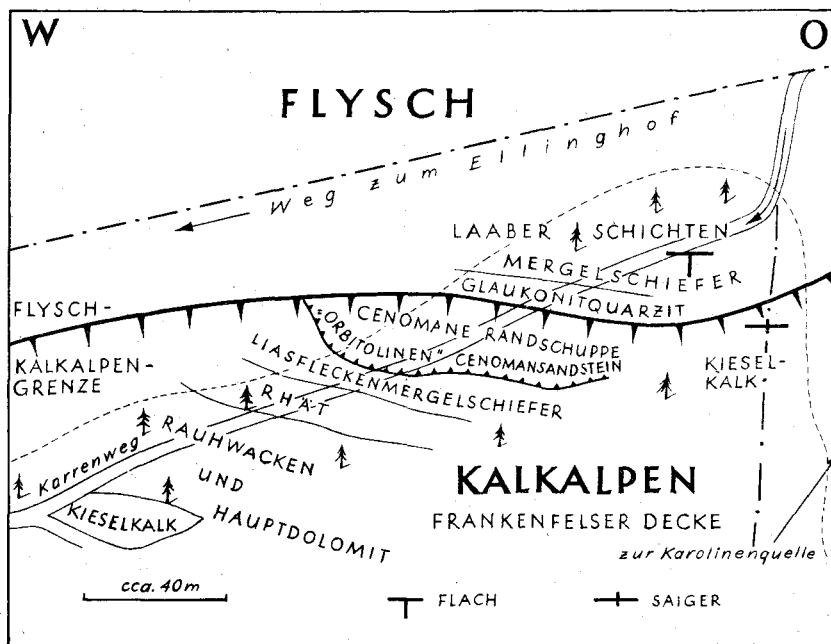 W O
FLYSCH
Weg zum Ellinghof
LAABER SCHICHTEN
MERGELSCHIEFER
GLAUKONITQUARZIT
FLYSCH-
KALKALPEN-
GRENZE
CENOMANE RANDSCHUPPE
"ORBITOLINEN" CENOMANSANDSTEIN
KIESEL-
KALK
LIASFLECKENMERGELSCHIEFER
RHÄT
Karrenweg
RAUHWACKEN
UND
HAUPTDOLOMIT
KIESELKALK
KALKALPEN
FRANKENFELSER DECKE
zur Karolinenquelle
cca. 40m
FLACH
SAIGER